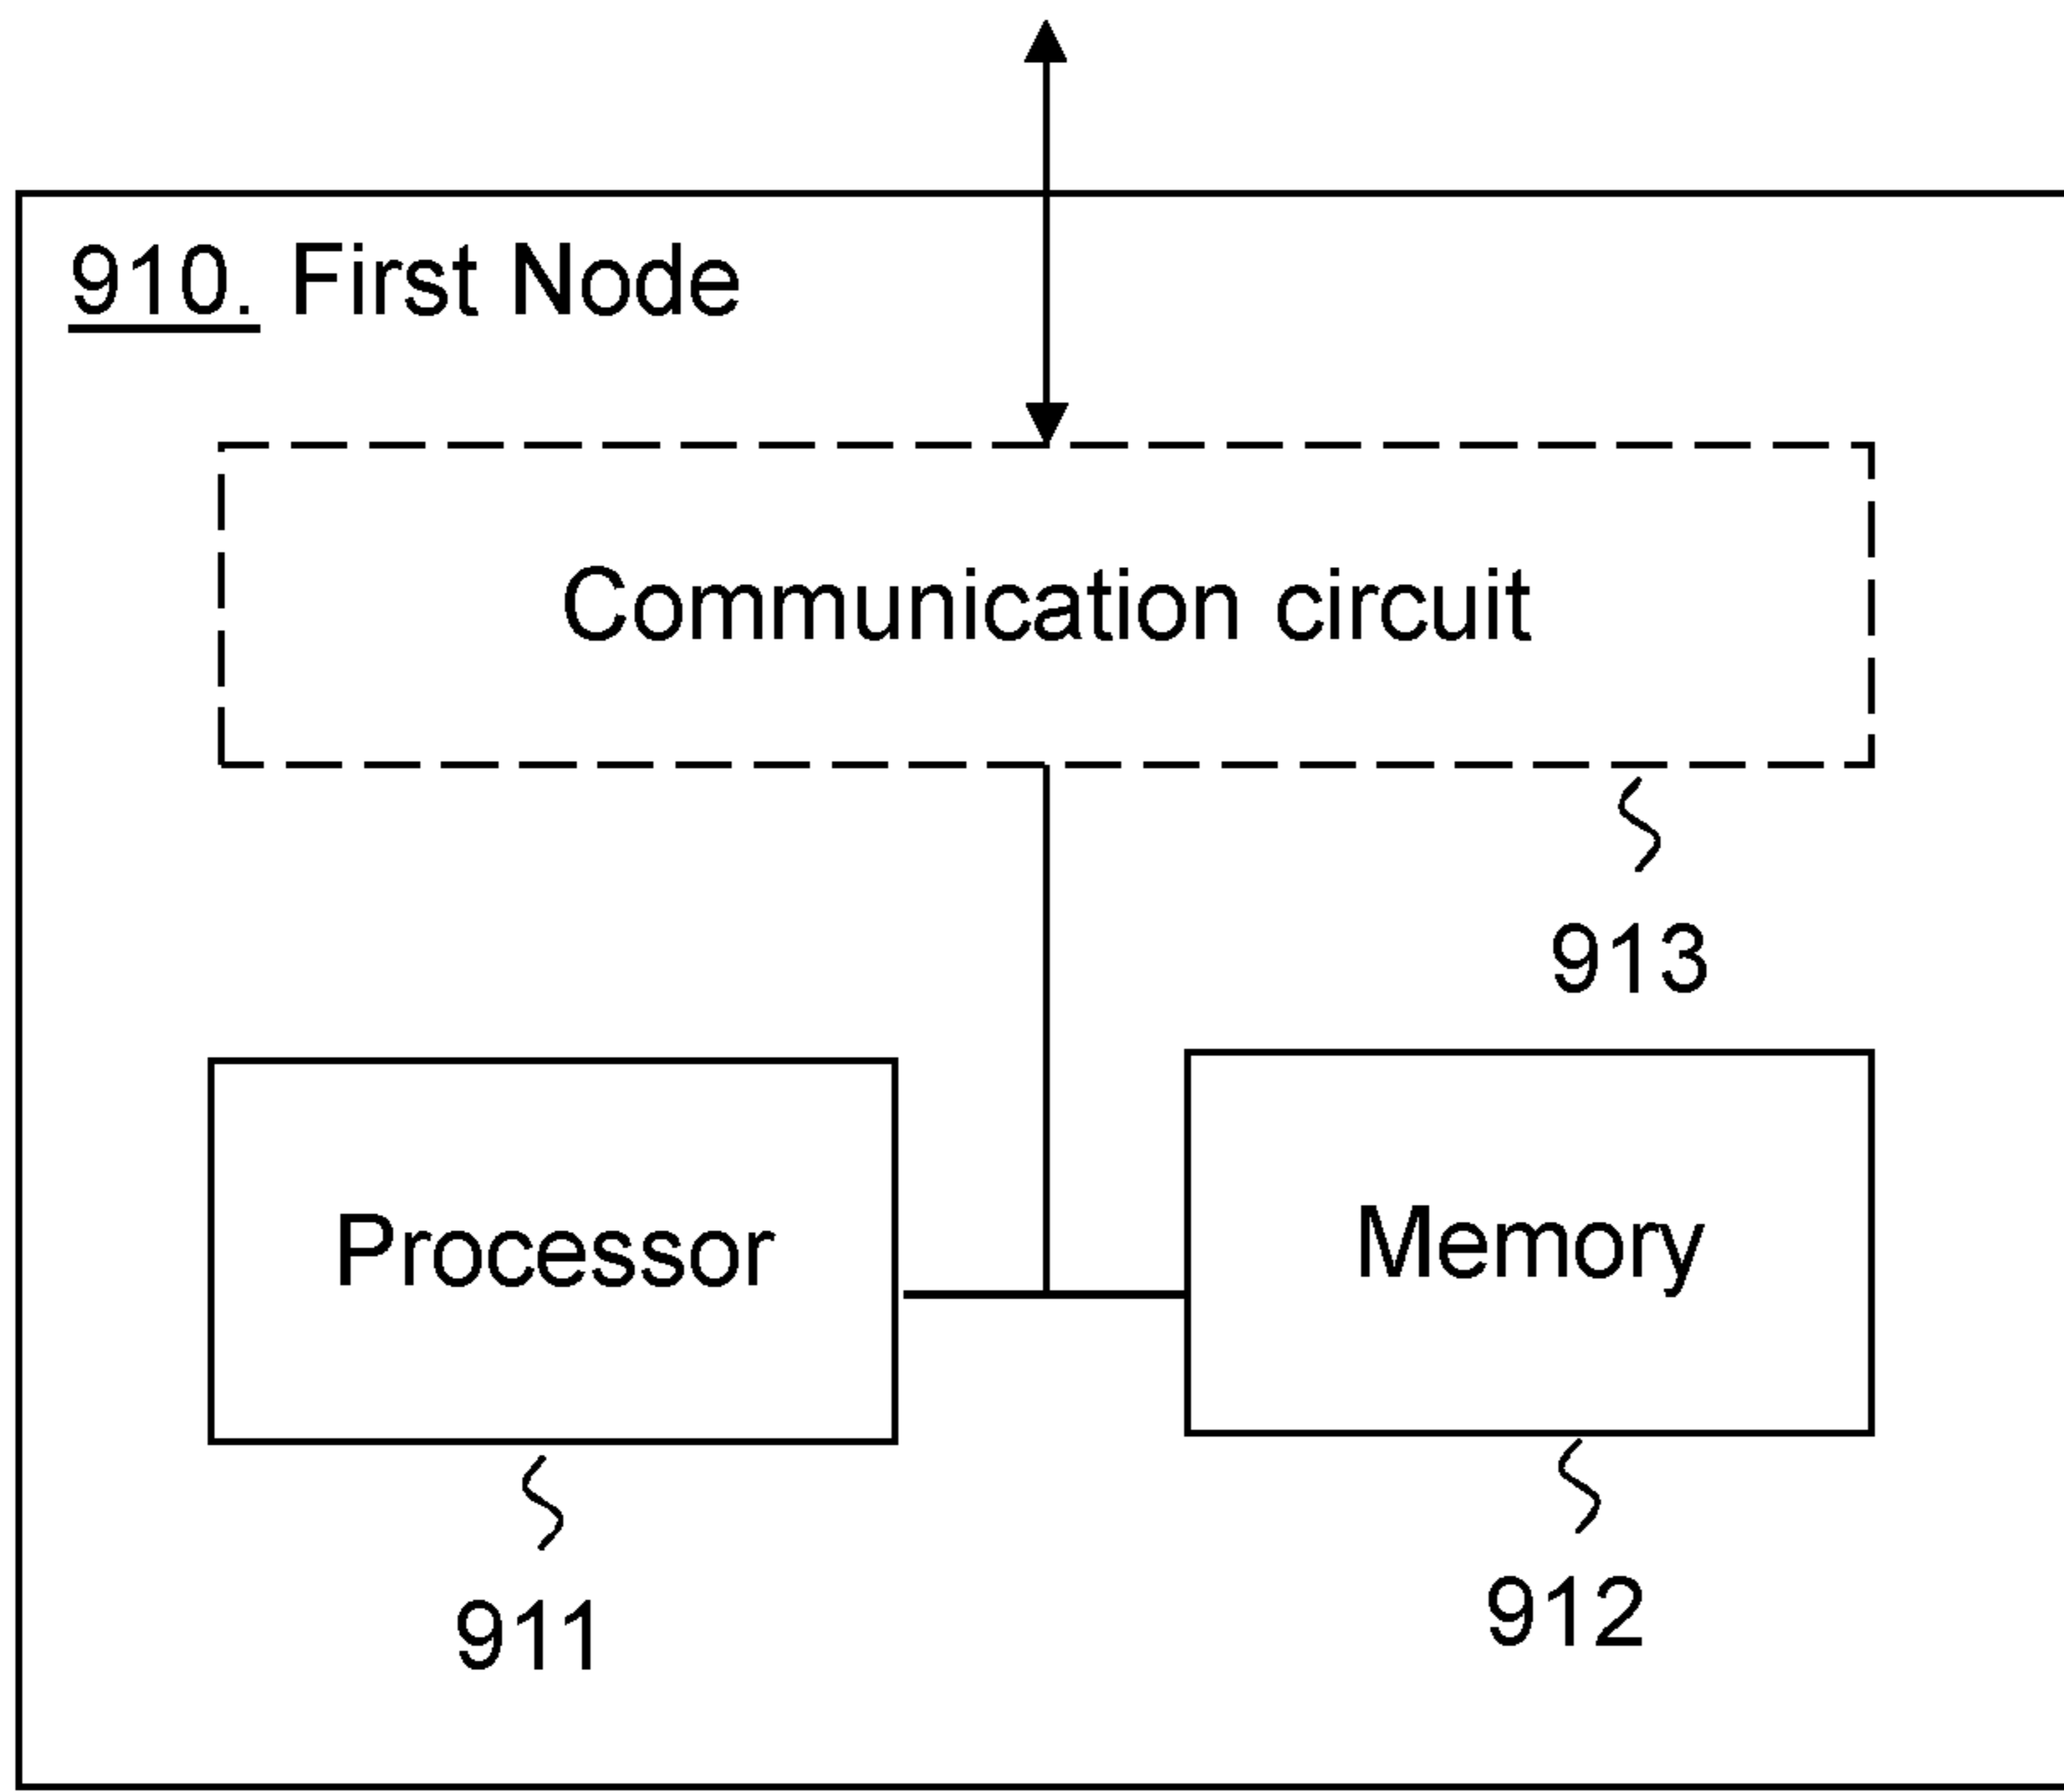 910. First Node
Communication circuit
913
Processor
Memory
911
912